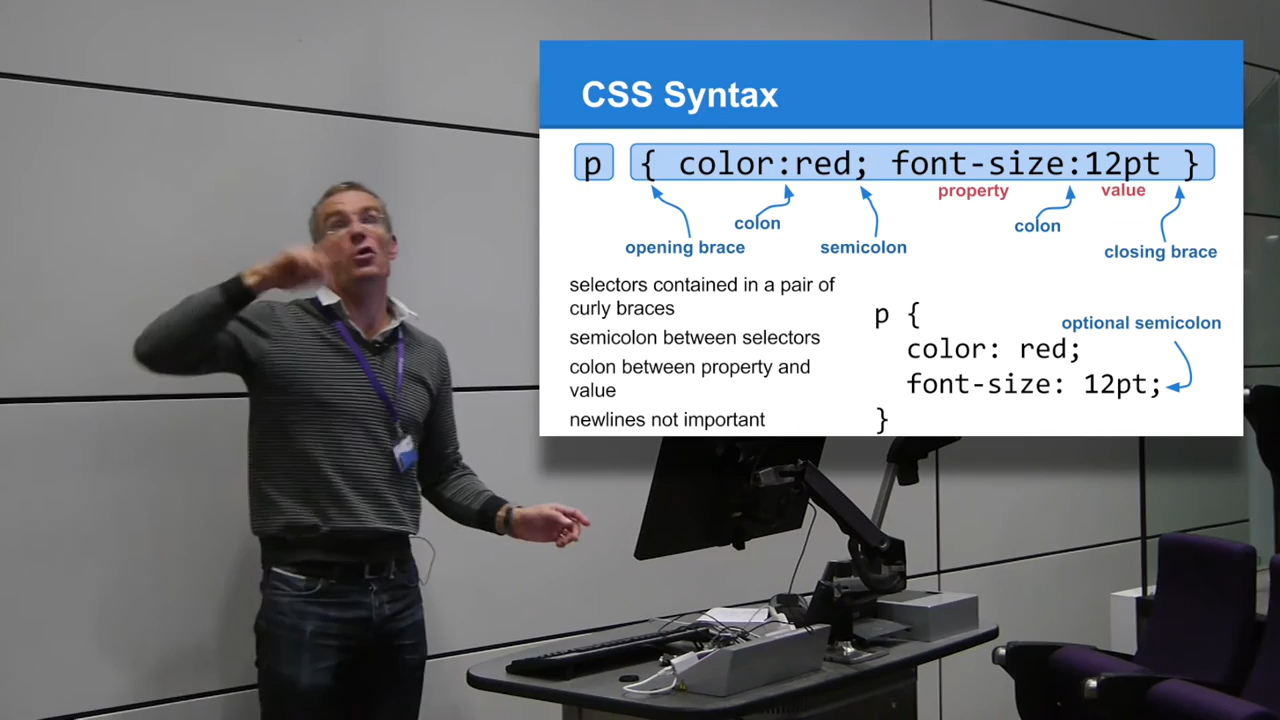 CSS Syntax
p { color:red; font-size:12pt }
property value
colon colon
opening brace semicolon closing brace
selectors contained in a pair of
curly braces
semicolon between selectors
colon between property and
value
newlines not important
p {
optional semicolon
color: red;
font-size: 12pt;
}